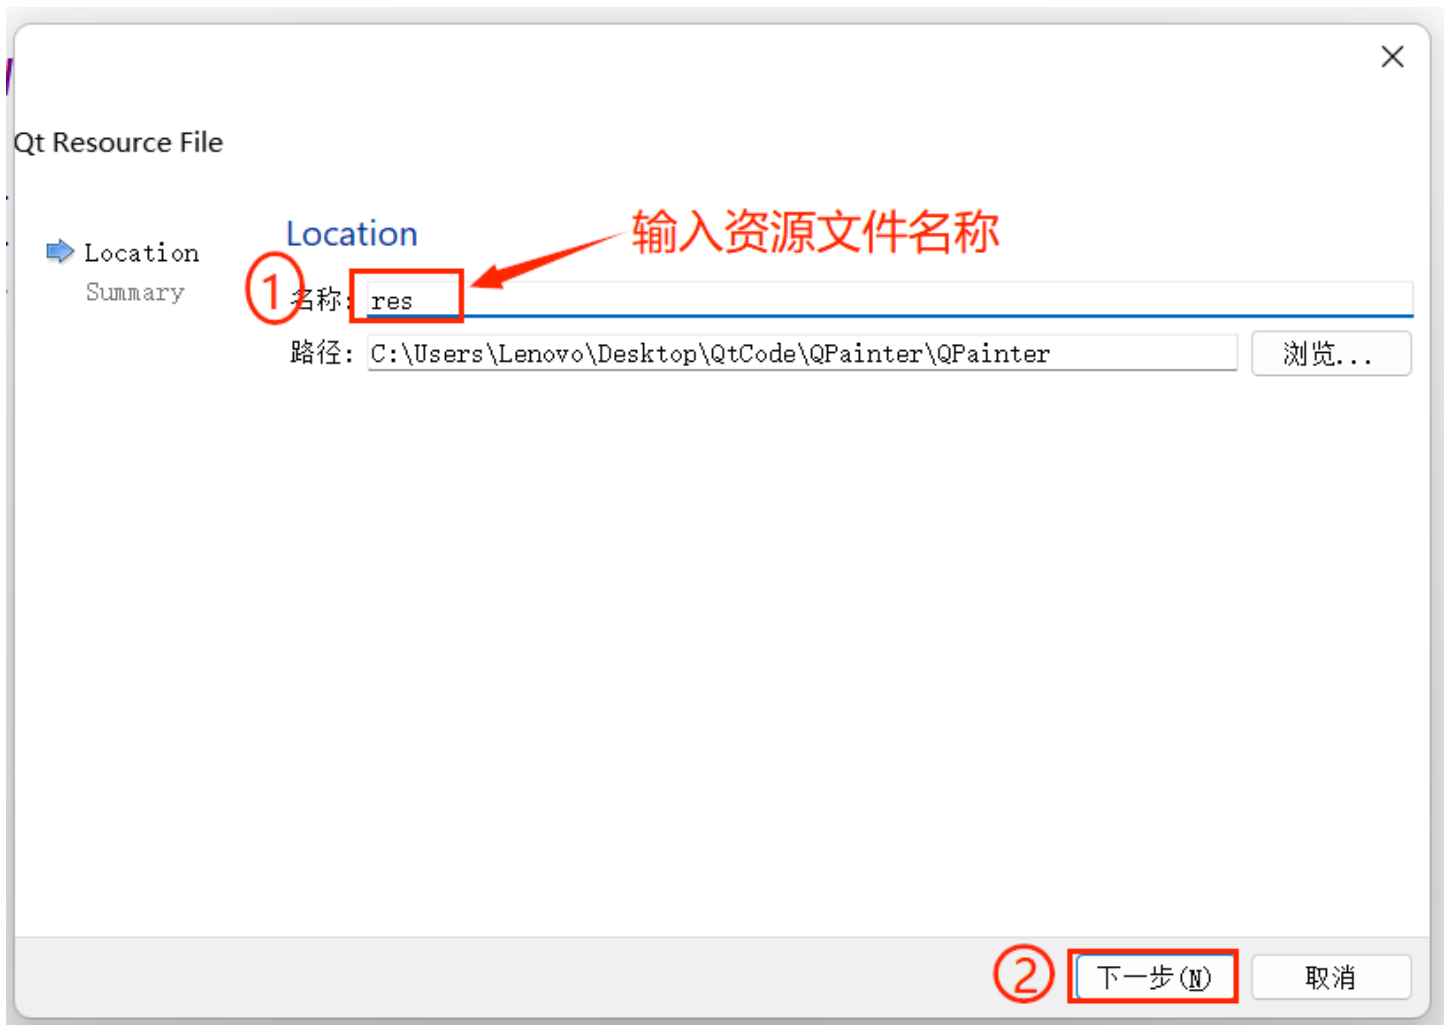 Qt Resource File
Location
Summary
Location
输入资源文件名称
① 名称: res
路径: C:\Users\Lenovo\Desktop\QtCode\QPainter\QPainter 浏览...
② 下一步(N) 取消